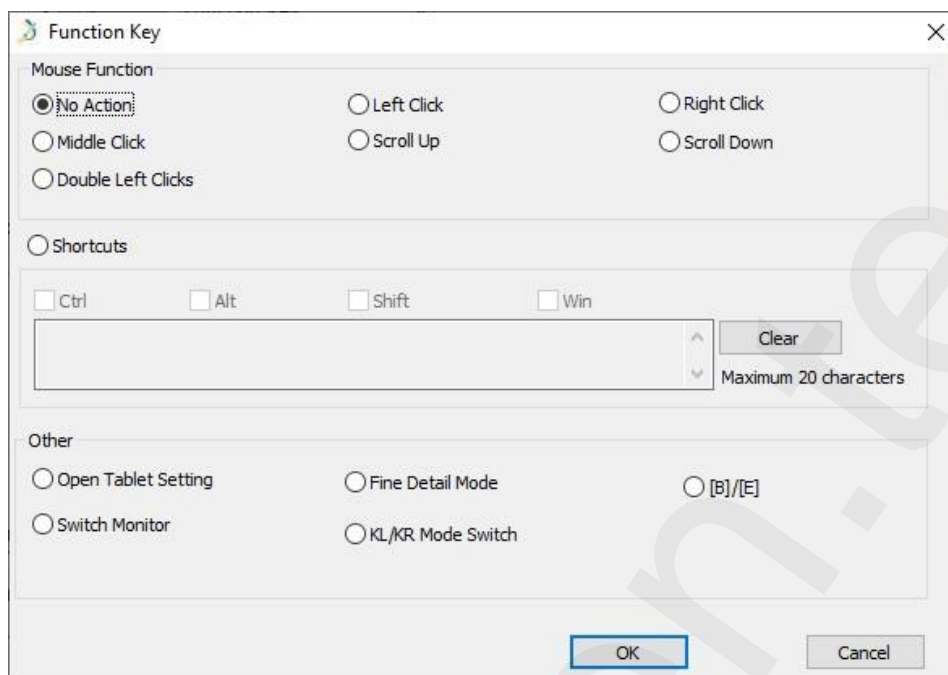 Function Key
Mouse Function
No Action Left Click Right Click
Middle Click Scroll Up Scroll Down
Double Left Clicks
Shortcuts
Ctrl Alt Shift Win
Clear
Maximum 20 characters
Other
Open Tablet Setting Fine Detail Mode [B]/[E]
Switch Monitor KL/KR Mode Switch
OK Cancel